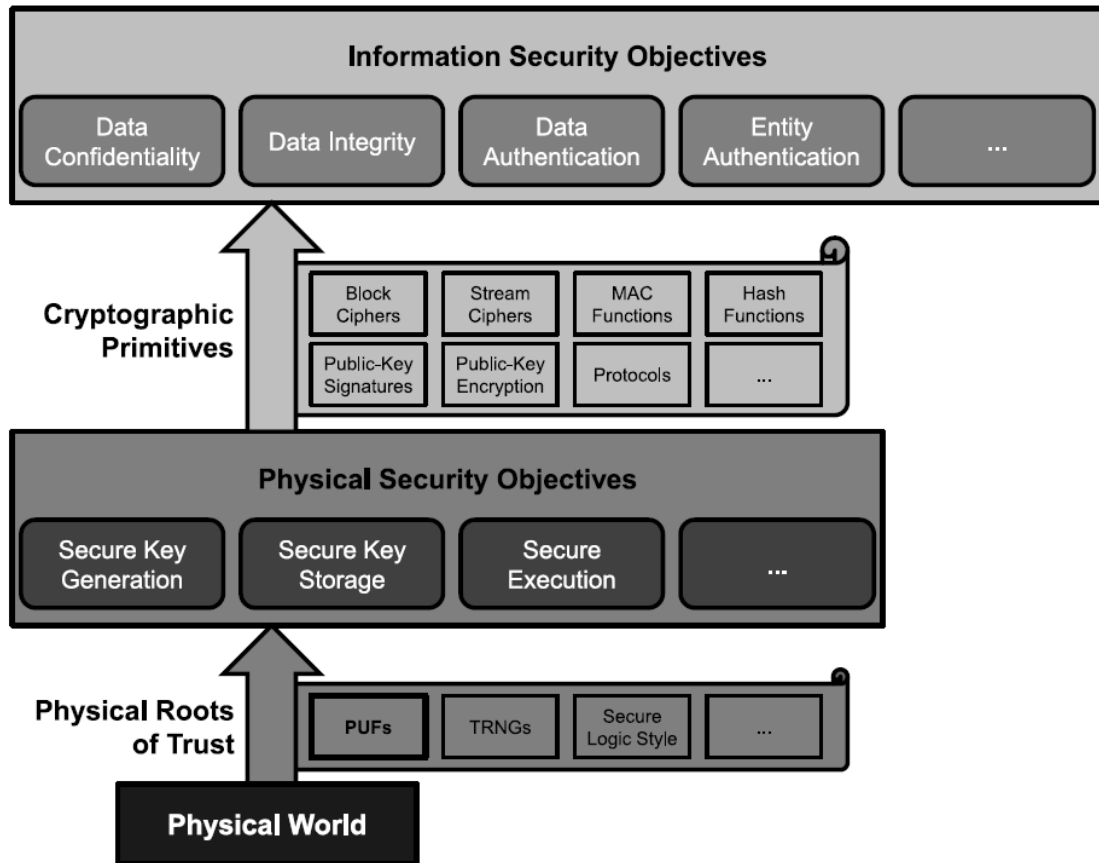 Information Security Objectives
Data
Confidentiality
Data Integrity
Data
Authentication
Entity
Authentication
...
Cryptographic
Primitives
Block
Ciphers
Stream
Ciphers
MAC
Functions
Hash
Functions
Public-Key
Signatures
Public-Key
Encryption
Protocols
...
Physical Security Objectives
Secure Key
Generation
Secure Key
Storage
Secure
Execution
...
Physical Roots
of Trust
PUFs
TRNGs
Secure
Logic Style
...
Physical World